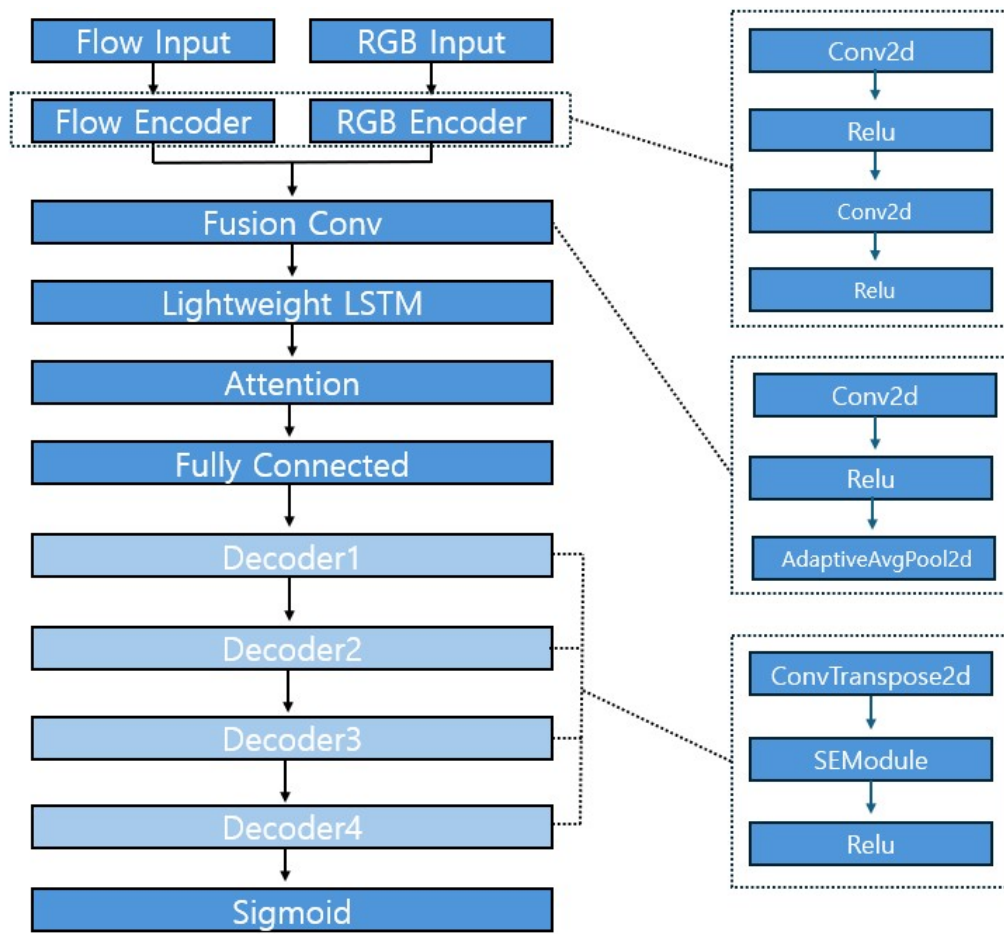 Flow Input
RGB Input
Flow Encoder
RGB Encoder
Fusion Conv
Lightweight LSTM
Attention
Fully Connected
Decoder1
Decoder2
Decoder3
Decoder4
Sigmoid
Conv2d
Relu
Conv2d
Relu
Conv2d
Relu
AdaptiveAvgPool2d
ConvTranspose2d
SEModule
Relu